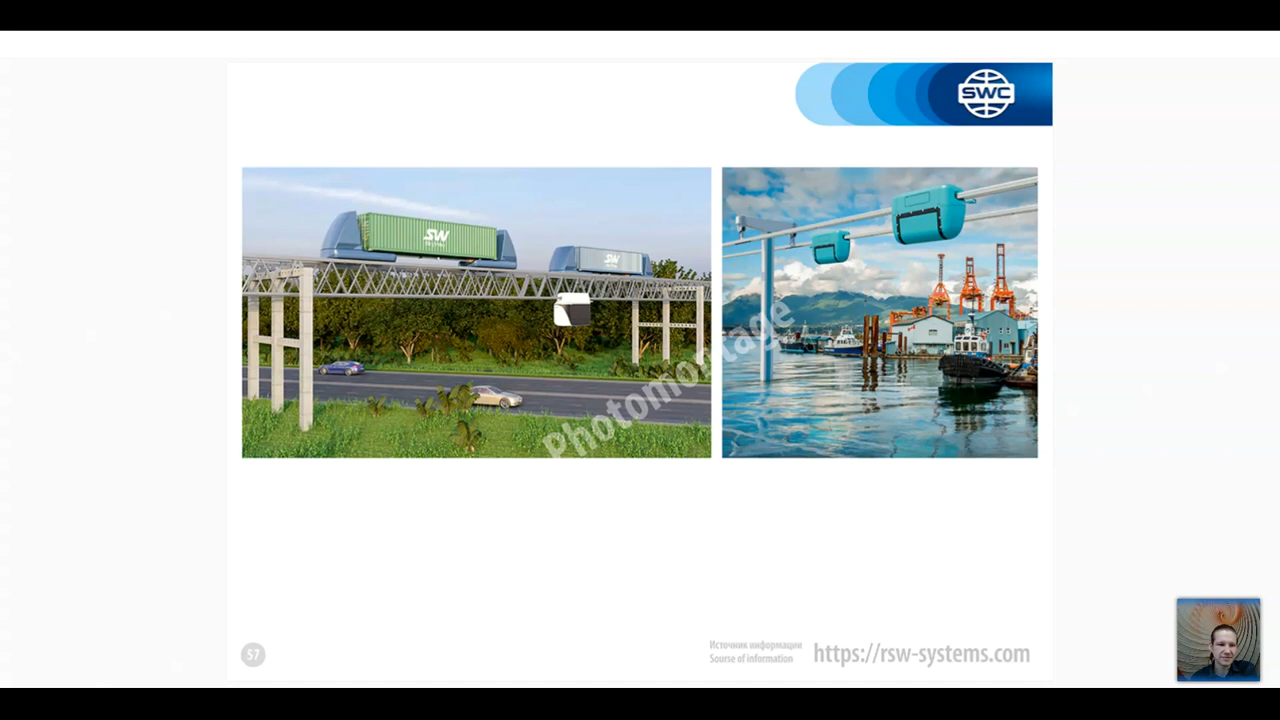 SWC
SW
SW
Photomontage
57
Источник информации
Sourse of information
https://rsw-systems.com